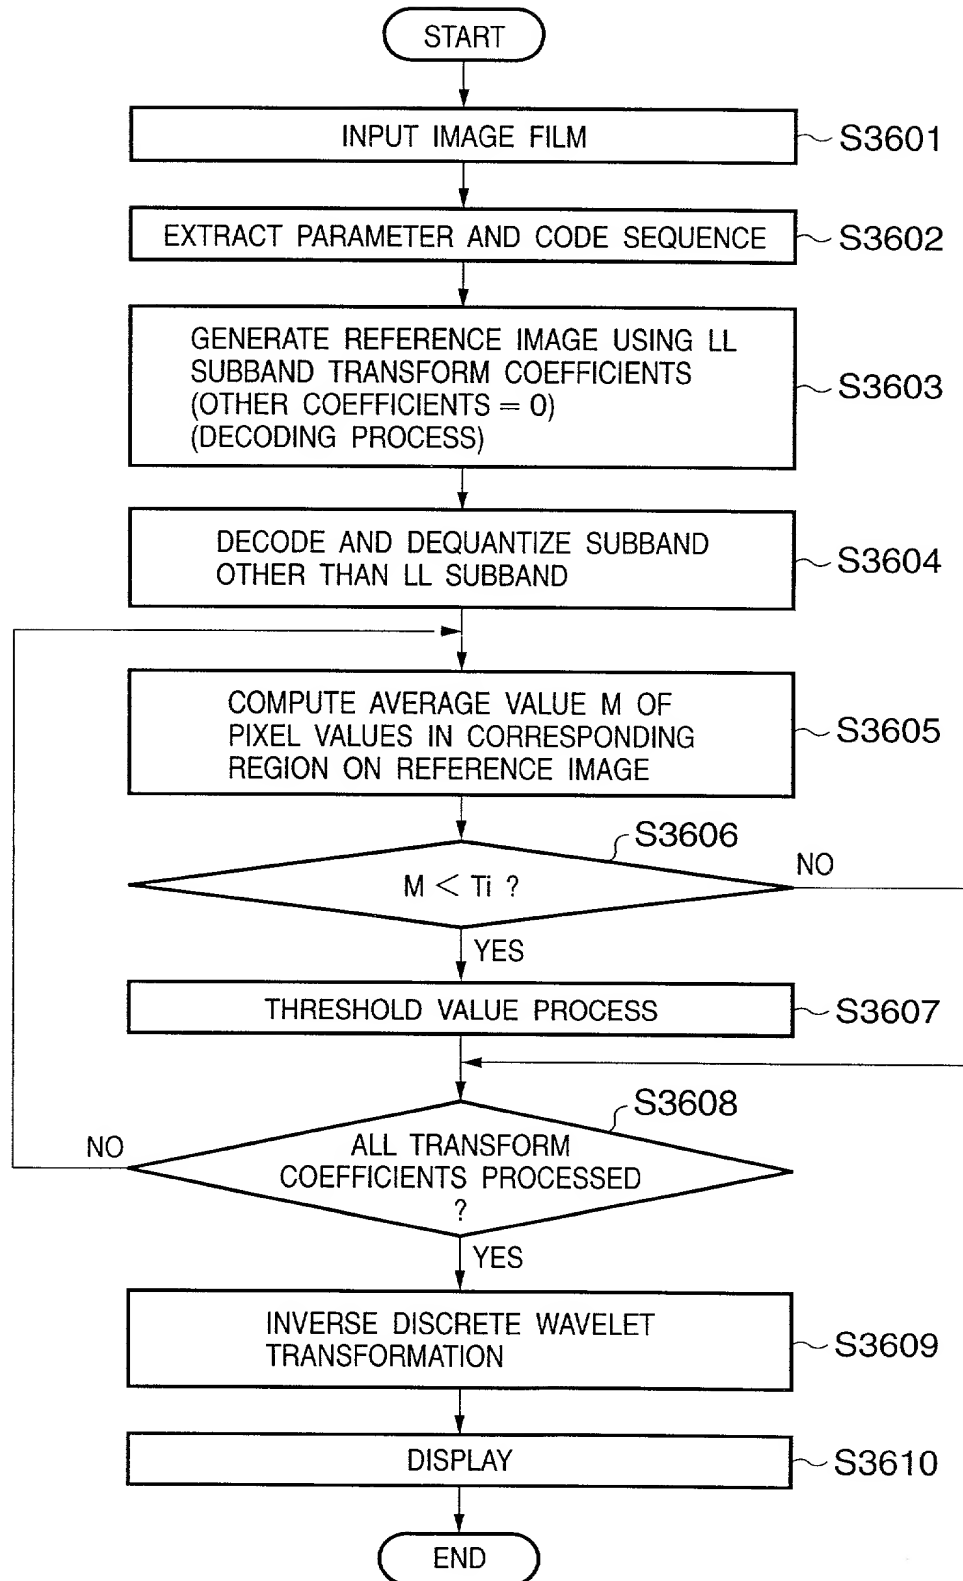 START
INPUT IMAGE FILM
S3601
EXTRACT PARAMETER AND CODE SEQUENCE
S3602
GENERATE REFERENCE IMAGE USING LL
SUBBAND TRANSFORM COEFFICIENTS
(OTHER COEFFICIENTS = 0)
(DECODING PROCESS)
S3603
DECODE AND DEQUANTIZE SUBBAND
OTHER THAN LL SUBBAND
S3604
COMPUTE AVERAGE VALUE M OF
PIXEL VALUES IN CORRESPONDING
REGION ON REFERENCE IMAGE
S3605
S3606
M < Ti ?
NO
YES
THRESHOLD VALUE PROCESS
S3607
S3608
ALL TRANSFORM
COEFFICIENTS PROCESSED
?
NO
YES
INVERSE DISCRETE WAVELET
TRANSFORMATION
S3609
DISPLAY
S3610
END